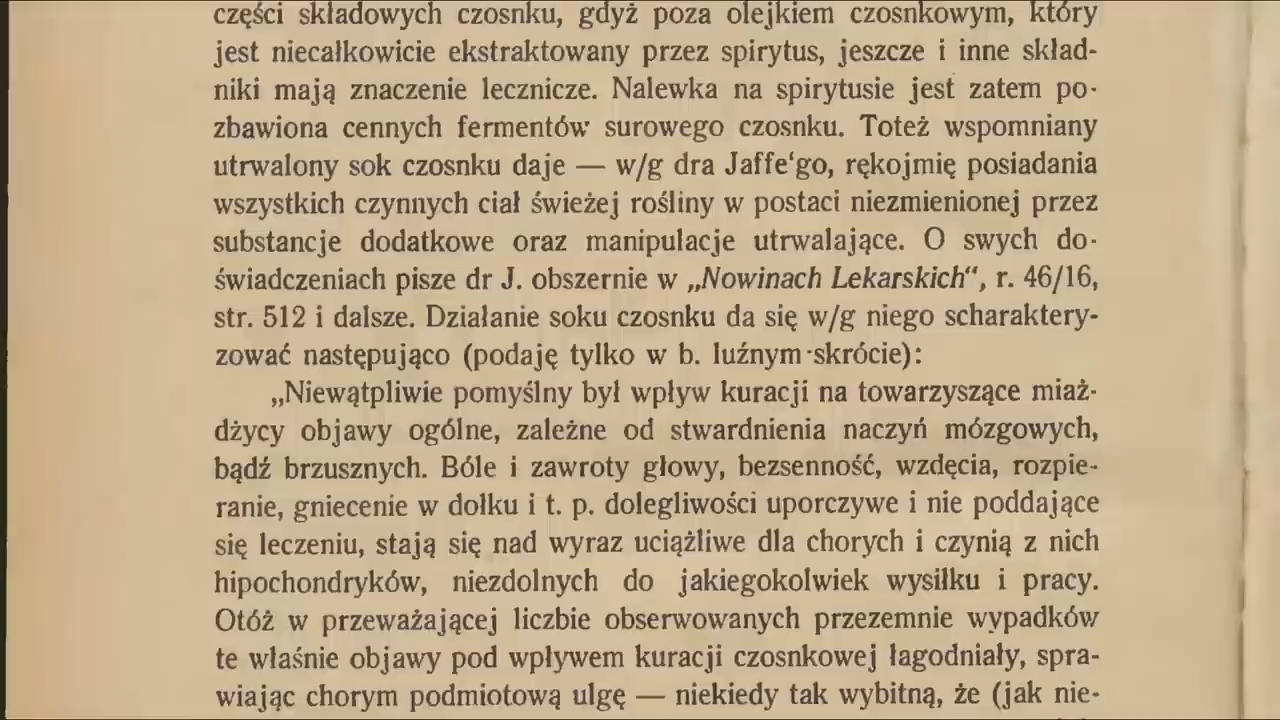 części składowych czosnku, gdyż poza olejkiem czosnkowym, który
jest niecałkowicie ekstraktowany przez spirytus, jeszcze i inne skład-
niki mają znaczenie lecznicze. Nalewka na spirytusie jest zatem po-
zbawiona cennych fermentów surowego czosnku. Toteż wspomniany
utrwalony sok czosnku daje — w/g dra Jaffe‘go, rękojmię posiadania
wszystkich czynnych ciał świeżej rośliny w postaci niezmienionej przez
substancje dodatkowe oraz manipulacje utrwalające. O swych do-
świadczeniach pisze dr J. obszernie w „Nowinach Lekarskich“, r. 46/16,
str. 512 i dalsze. Działanie soku czosnku da się w/g niego scharaktery-
zować następująco (podaję tylko w b. luźnym skrócie):
„Niewątpliwie pomyślny był wpływ kuracji na towarzyszące miaż-
dżycy objawy ogólne, zależne od stwardnienia naczyń mózgowych,
bądź brzusznych. Bóle i zawroty głowy, bezsenność, wzdęcia, rozpie-
ranie, gniecenie w dołku i t. p. dolegliwości uporczywe i nie poddające
się leczeniu, stają się nad wyraz uciążliwe dla chorych i czynią z nich
hipochondryków, niezdolnych do jakiegokolwiek wysiłku i pracy.
Otóż w przeważającej liczbie obserwowanych przezemnie wypadków
te właśnie objawy pod wpływem kuracji czosnkowej łagodniały, spra-
wiając chorym podmiotową ulgę — niekiedy tak wybitną, że (jak nie-